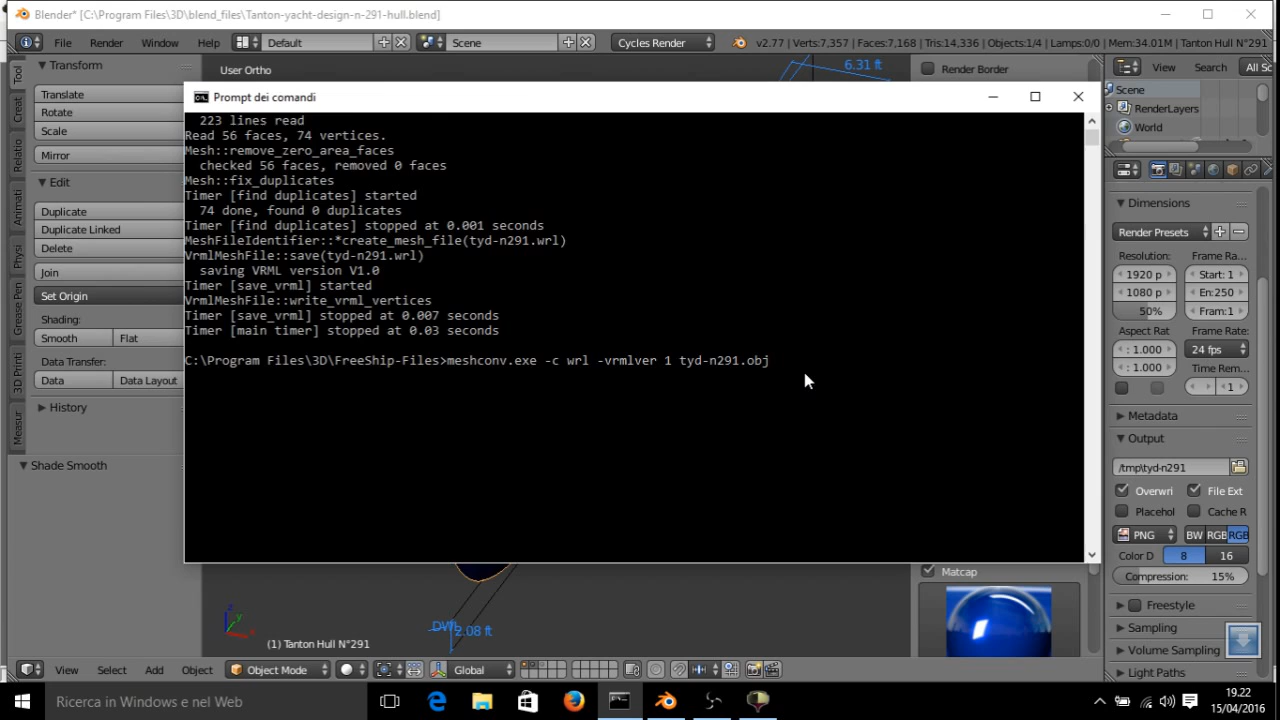 Blender* [C:\Program Files\3D\blend_files\Tanton-yacht-design-n-291-hull.blend]
File Render Window Help Default Scene Cycles Render v2.77 | Verts:7,357 | Faces:7,168 | Tris:14,336 | Objects:1/4 | Lamps:0/0 | Mem:34.01M | Tanton Hull N°291
Tool
Creat
Relatio
Animati
Physi
Grease Pen
3D Printi
Measur
Transform
Translate
Rotate
Scale
Mirror
Edit
Duplicate
Duplicate Linked
Delete
Join
Set Origin
Shading:
Smooth Flat
Data Transfer:
Data Data Layout
History
Shade Smooth
User Ortho
6.31 ft
Prompt dei comandi
223 lines read
Read 56 faces, 74 vertices.
Mesh::remove_zero_area_faces
checked 56 faces, removed 0 faces
Mesh::fix_duplicates
Timer [find duplicates] started
74 done, found 0 duplicates
Timer [find duplicates] stopped at 0.001 seconds
MeshFileIdentifier::*create_mesh_file(tyd-n291.wrl)
VrmlMeshFile::save(tyd-n291.wrl)
saving VRML version V1.0
Timer [save_vrml] started
VrmlMeshFile::write_vrml_vertices
Timer [save_vrml] stopped at 0.007 seconds
Timer [main timer] stopped at 0.03 seconds
C:\Program Files\3D\FreeShip-Files>meshconv.exe -c wrl -vrmlver 1 tyd-n291.obj
2.08 ft
(1) Tanton Hull N°291
z
y
x
Render Border
Matcap
View Search All Sc
Scene
RenderLayers
World
Dimensions
Render Presets
Resolution: Frame Ra...
1920 p Start: 1
1080 p En:250
50% Fram:1
Aspect Rati Frame Rate:
: 1.000 24 fps
: 1.000 Time Rem...
1
Metadata
Output
/tmp\tyd-n291
Overwri File Ext
Placehol Cache R
PNG BW RGB RGB
Color D 8 16
Compression: 15%
Freestyle
Sampling
Volume Sampling
Light Paths
View Select Add Object Object Mode Global
Cerca in Windows e nel Web
19.22
15/04/2016